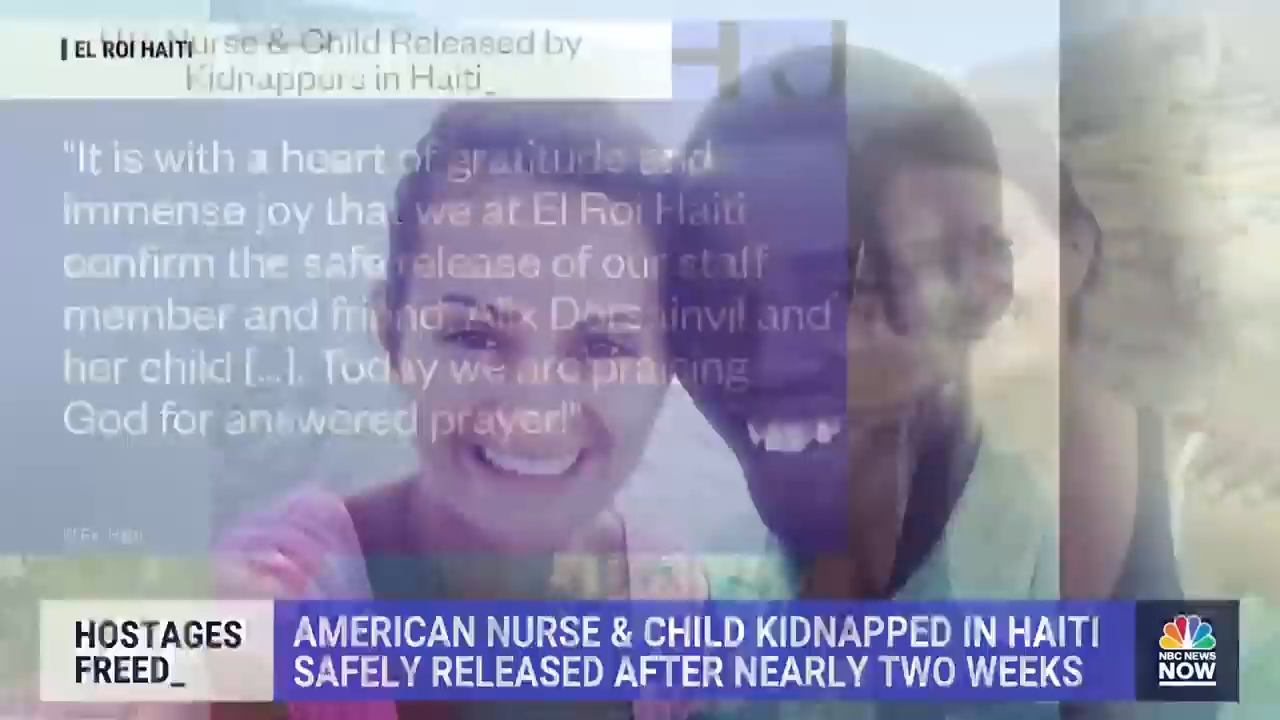 EL ROI HAITI
Nurse & Child Released by
Kidnappers in Haiti_
"It is with a heart of gratitude and
immense joy that we at El Roi Haiti
confirm the safe release of our staff
member and friend, Alix Dorsainvil and
her child [...]. Today we are praising
God for answered prayer!"
HOSTAGES
FREED_
AMERICAN NURSE & CHILD KIDNAPPED IN HAITI
SAFELY RELEASED AFTER NEARLY TWO WEEKS
NBC NEWS
NOW